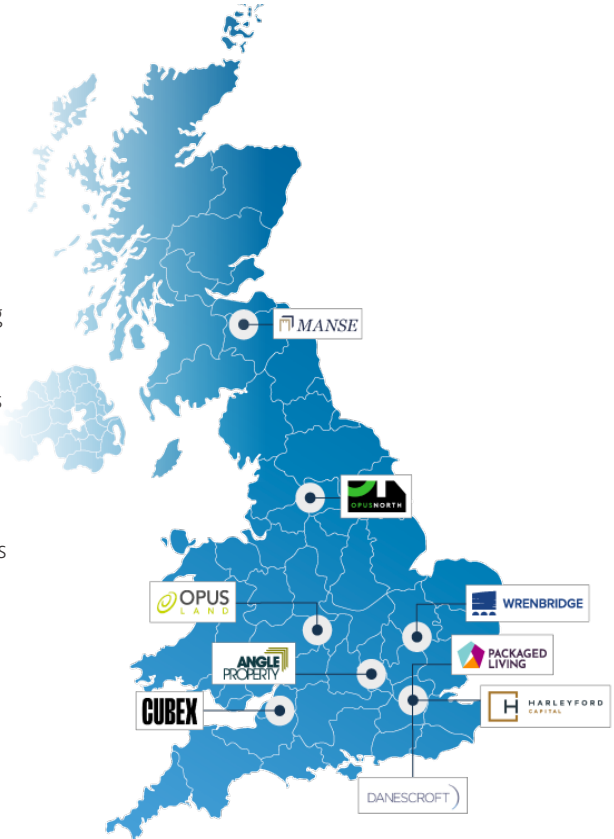 g
MANSE
s
OPUSNORTH
s
OPUS
LAND
WRENBRIDGE
ANGLE
PROPERTY
PACKAGED
LIVING
CUBEX
HARLEYFORD
CAPITAL
DANESCROFT